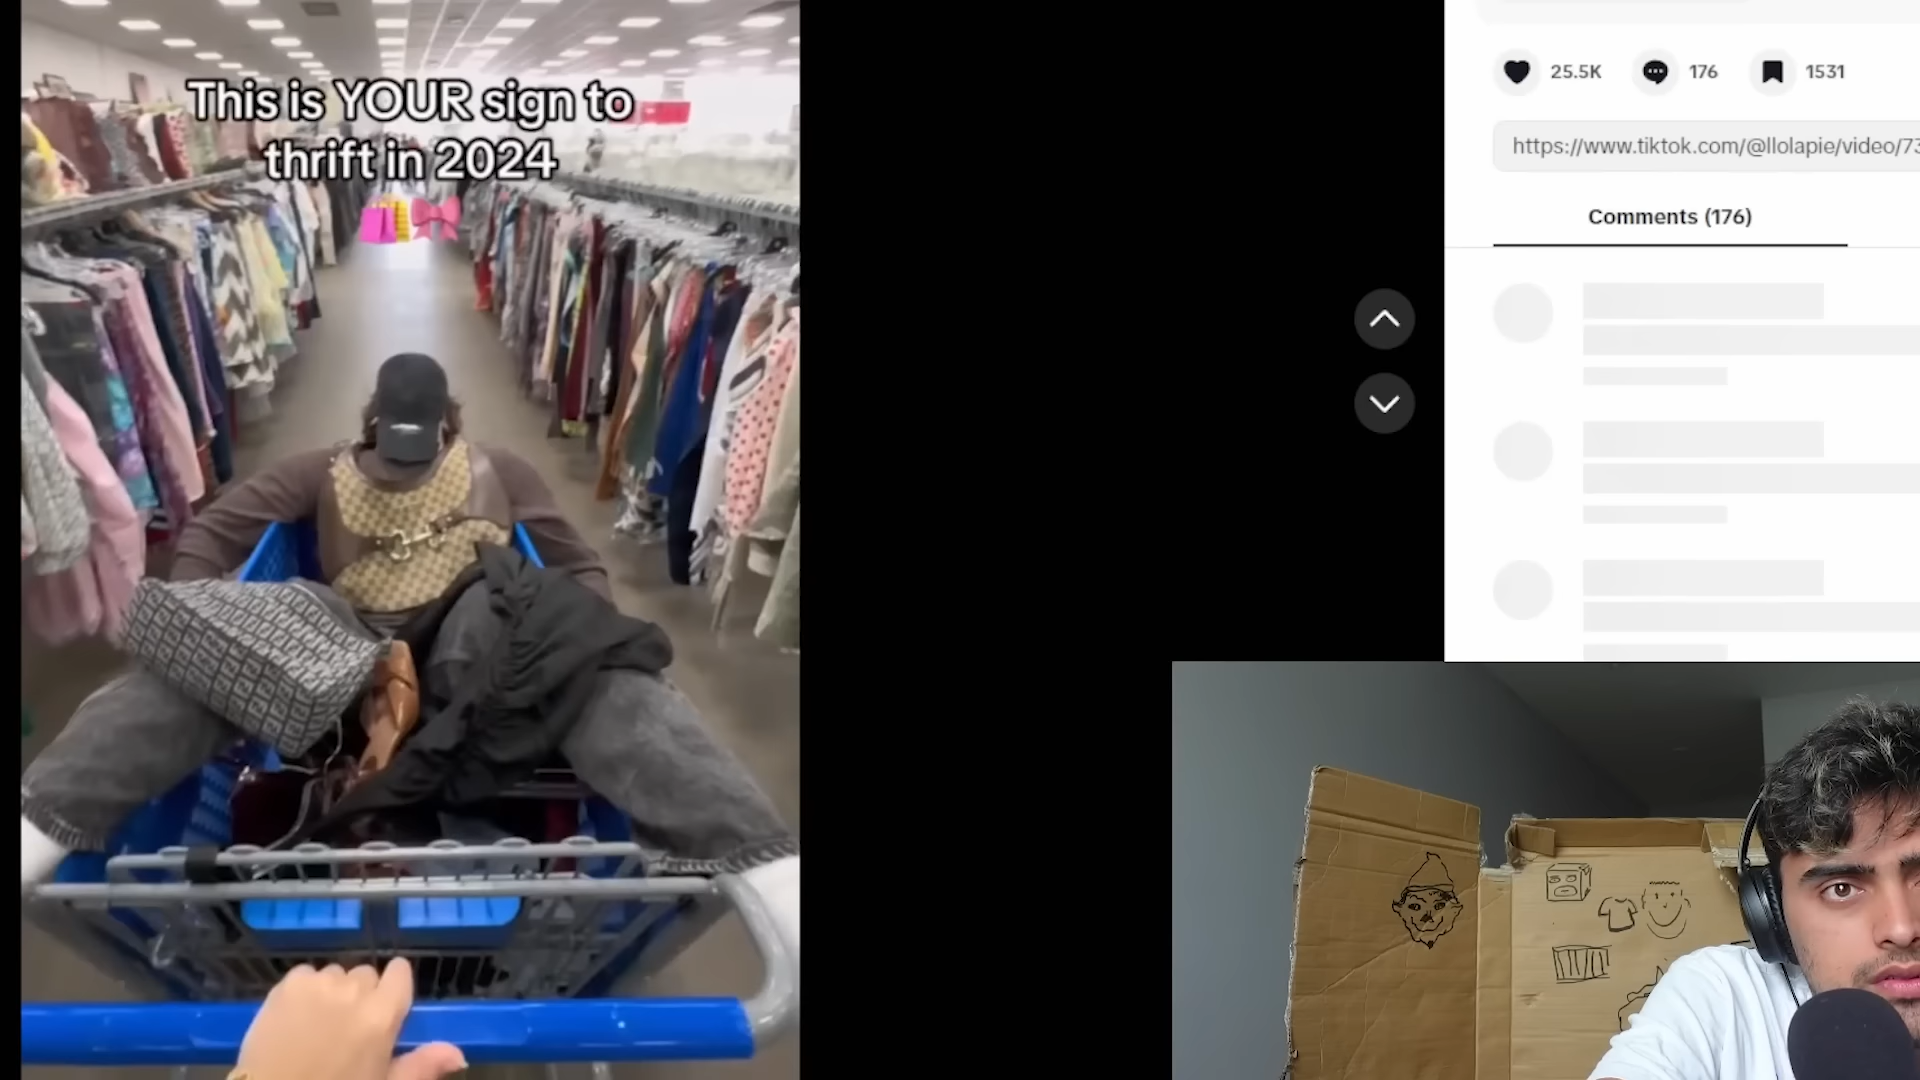 This is YOUR sign to
thrift in 2024
25.5K
176
1531
https://www.tiktok.com/@llolapie/video/73
Comments (176)